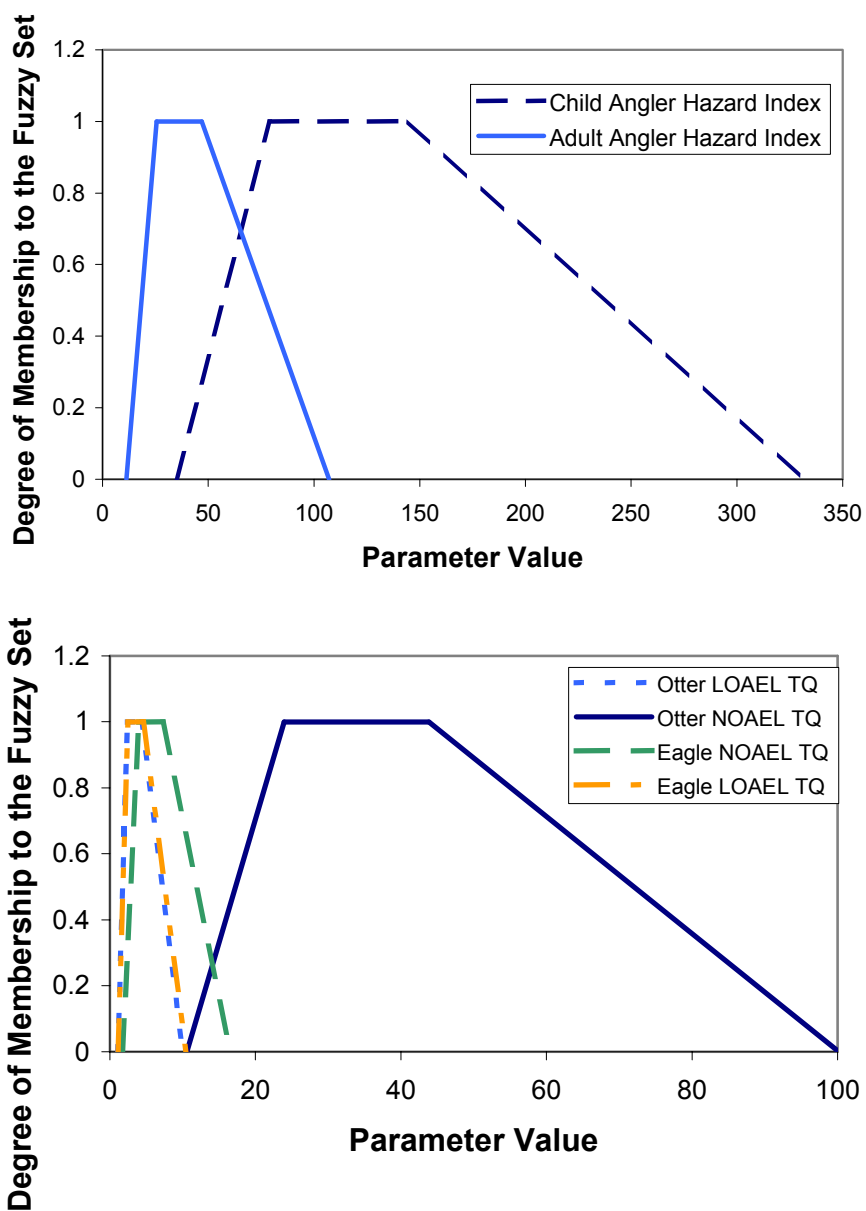 Degree of Membership to the Fuzzy Set
1.2
1
0.8
0.6
0.4
0.2
0
Child Angler Hazard Index
Adult Angler Hazard Index
0 50 100 150 200 250 300 350
Parameter Value
Degree of Membership to the Fuzzy Set
1.2
1
0.8
0.6
0.4
0.2
0
Otter LOAEL TQ
Otter NOAEL TQ
Eagle NOAEL TQ
Eagle LOAEL TQ
0 20 40 60 80 100
Parameter Value